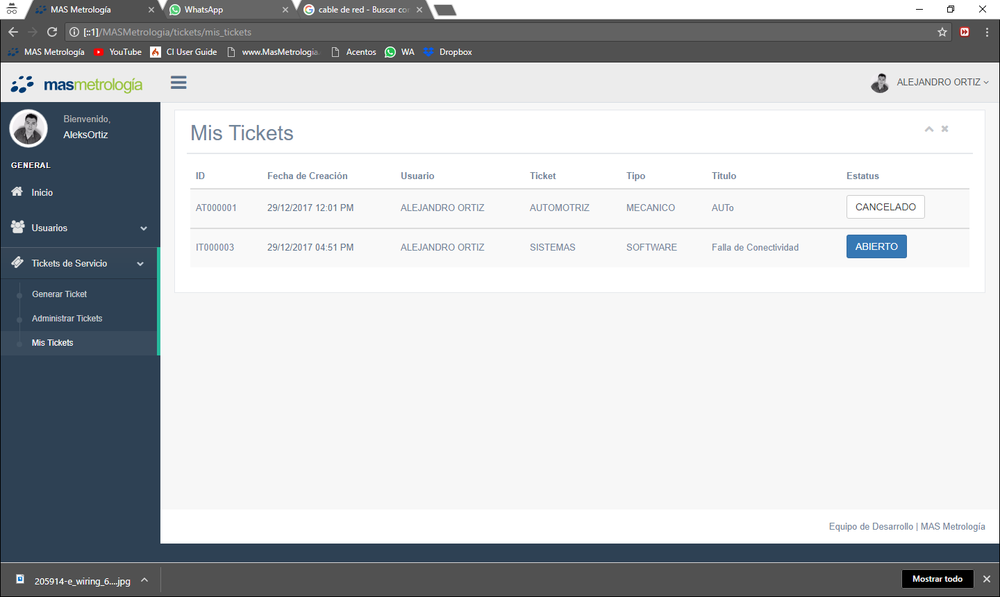 MAS Metrología
WhatsApp
cable de red - Buscar co
[::1]/MASMetrologia/tickets/mis_tickets
MAS Metrología
YouTube
CI User Guide
www.MasMetrologia.
Acentos
WA
Dropbox
masmetrología
ALEJANDRO ORTIZ
Bienvenido,
AleksOrtiz
GENERAL
Inicio
Usuarios
Tickets de Servicio
Generar Ticket
Administrar Tickets
Mis Tickets
Mis Tickets
ID Fecha de Creación Usuario Ticket Tipo Titulo Estatus
AT000001 29/12/2017 12:01 PM ALEJANDRO ORTIZ AUTOMOTRIZ MECANICO AUTo CANCELADO
IT000003 29/12/2017 04:51 PM ALEJANDRO ORTIZ SISTEMAS SOFTWARE Falla de Conectividad ABIERTO
Equipo de Desarrollo | MAS Metrología
205914-e_wiring_6....jpg
Mostrar todo